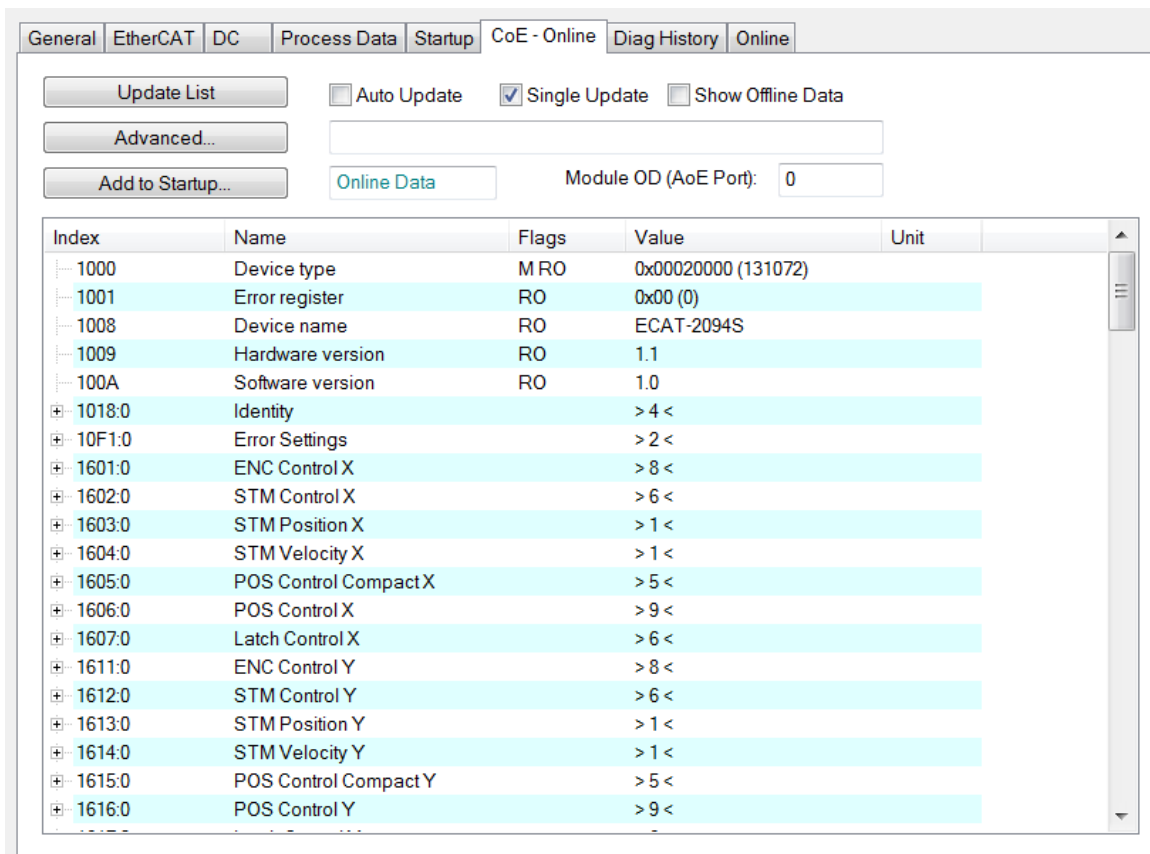 General EtherCAT DC Process Data Startup CoE - Online Diag History Online
Update List Auto Update Single Update Show Offline Data
Advanced...
Add to Startup... Online Data Module OD (AoE Port): 0
Index Name Flags Value Unit
1000 Device type M RO 0x00020000 (131072)
1001 Error register RO 0x00 (0)
1008 Device name RO ECAT-2094S
1009 Hardware version RO 1.1
100A Software version RO 1.0
1018:0 Identity > 4 <
10F1:0 Error Settings > 2 <
1601:0 ENC Control X > 8 <
1602:0 STM Control X > 6 <
1603:0 STM Position X > 1 <
1604:0 STM Velocity X > 1 <
1605:0 POS Control Compact X > 5 <
1606:0 POS Control X > 9 <
1607:0 Latch Control X > 6 <
1611:0 ENC Control Y > 8 <
1612:0 STM Control Y > 6 <
1613:0 STM Position Y > 1 <
1614:0 STM Velocity Y > 1 <
1615:0 POS Control Compact Y > 5 <
1616:0 POS Control Y > 9 <